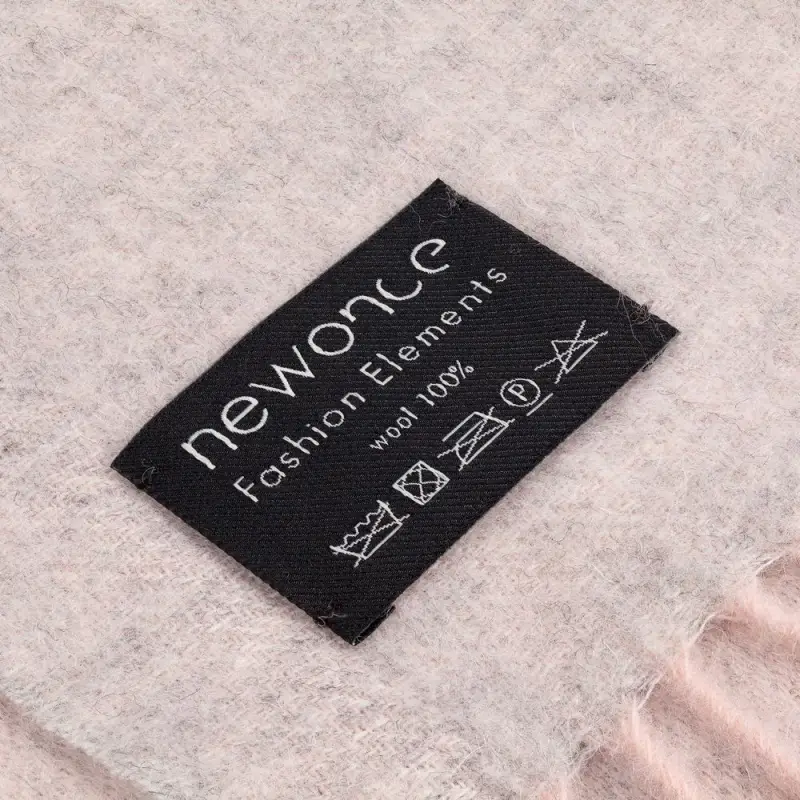 newonce
Fashion Elements
wool 100%
P